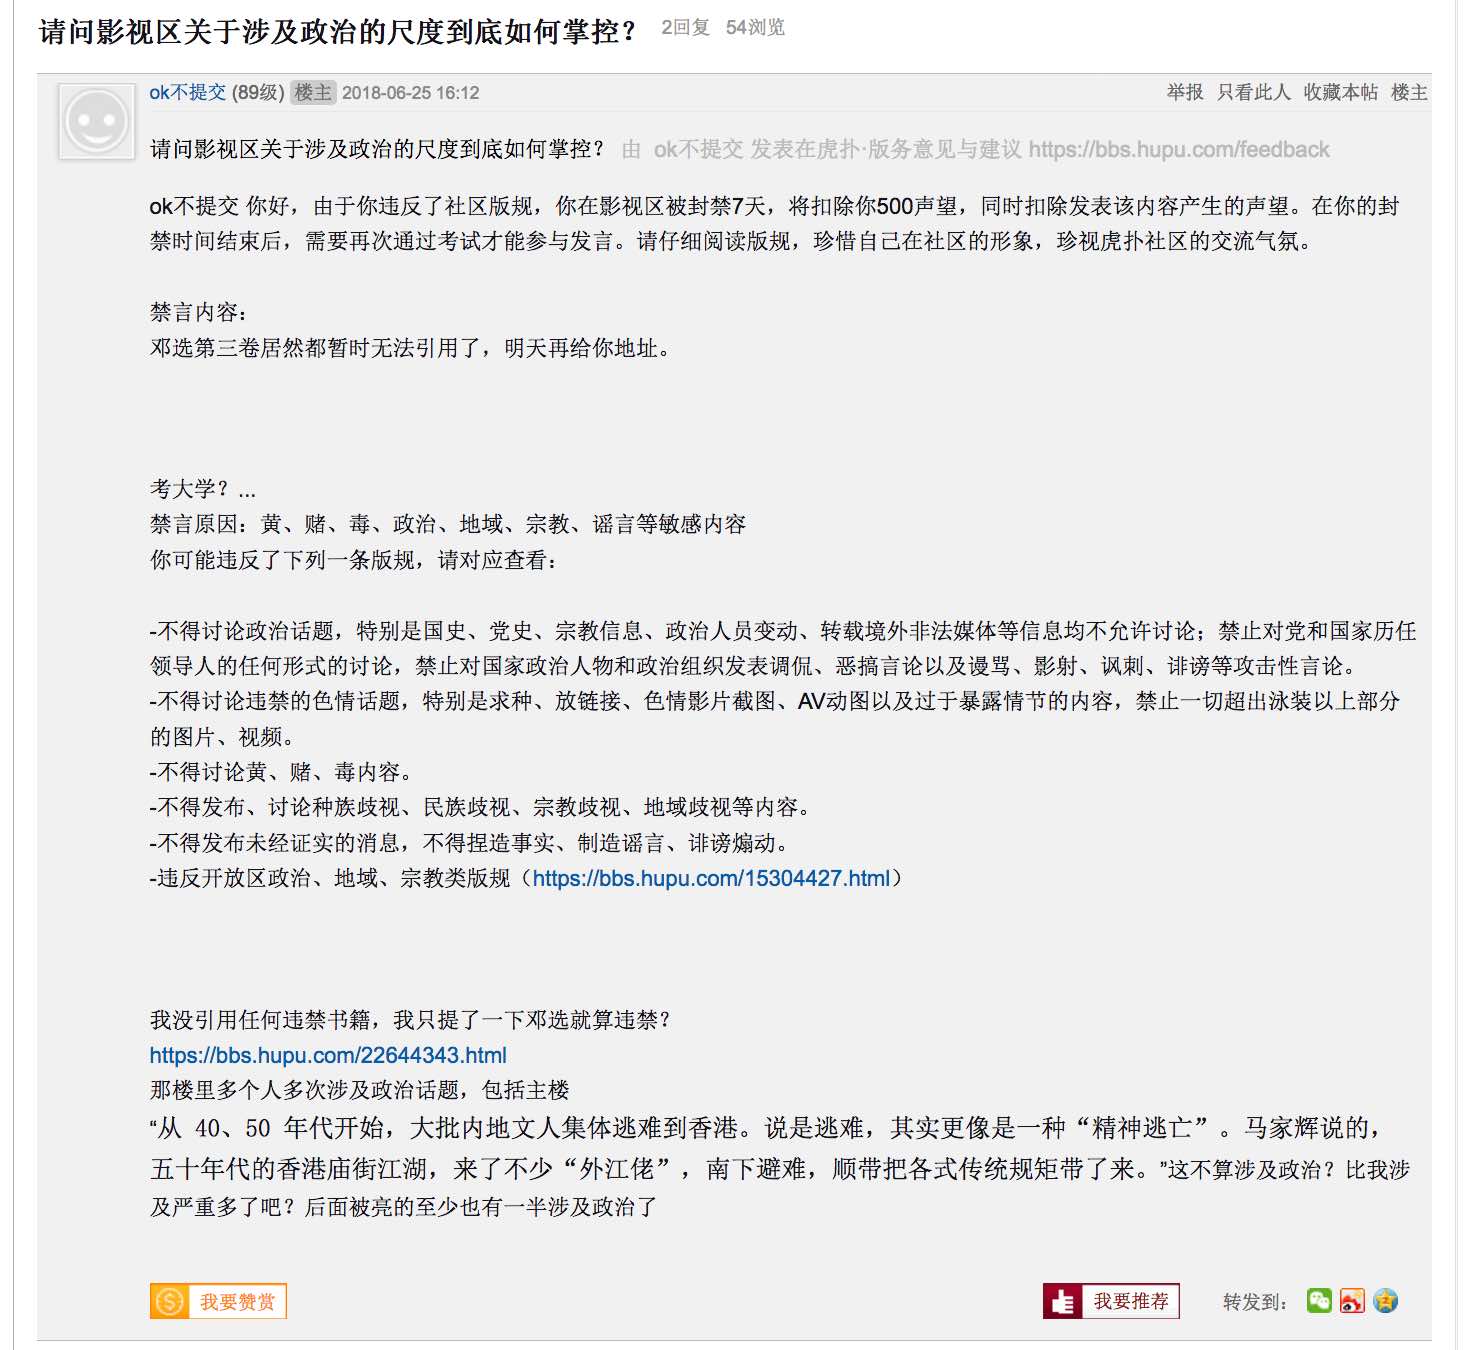 请问影视区关于涉及政治的尺度到底如何掌控？ 2回复 54浏览
ok不提交 (89级) 楼主 2018-06-25 16:12 举报 只看此人 收藏本帖 楼主
请问影视区关于涉及政治的尺度到底如何掌控？ 由 ok不提交 发表在虎扑·版务意见与建议 https://bbs.hupu.com/feedback
ok不提交 你好，由于你违反了社区版规，你在影视区被封禁7天，将扣除你500声望，同时扣除发表该内容产生的声望。在你的封
禁时间结束后，需要再次通过考试才能参与发言。请仔细阅读版规，珍惜自己在社区的形象，珍视虎扑社区的交流气氛。
禁言内容：
邓选第三卷居然都暂时无法引用了，明天再给你地址。
考大学？...
禁言原因：黄、赌、毒、政治、地域、宗教、谣言等敏感内容
你可能违反了下列一条版规，请对应查看：
-不得讨论政治话题，特别是国史、党史、宗教信息、政治人员变动、转载境外非法媒体等信息均不允许讨论；禁止对党和国家历任
领导人的任何形式的讨论，禁止对国家政治人物和政治组织发表调侃、恶搞言论以及谩骂、影射、讽刺、诽谤等攻击性言论。
-不得讨论违禁的色情话题，特别是求种、放链接、色情影片截图、AV动图以及过于暴露情节的内容，禁止一切超出泳装以上部分
的图片、视频。
-不得讨论黄、赌、毒内容。
-不得发布、讨论种族歧视、民族歧视、宗教歧视、地域歧视等内容。
-不得发布未经证实的消息，不得捏造事实、制造谣言、诽谤煽动。
-违反开放区政治、地域、宗教类版规（https://bbs.hupu.com/15304427.html）
我没引用任何违禁书籍，我只提了一下邓选就算违禁？
https://bbs.hupu.com/22644343.html
那楼里多个人多次涉及政治话题，包括主楼
“从 40、50 年代开始，大批内地文人集体逃难到香港。说是逃难，其实更像是一种“精神逃亡”。马家辉说的，
五十年代的香港庙街江湖，来了不少“外江佬”，南下避难，顺带把各式传统规矩带了来。”这不算涉及政治？比我涉
及严重多了吧？后面被亮的至少也有一半涉及政治了
我要赞赏 我要推荐 转发到：